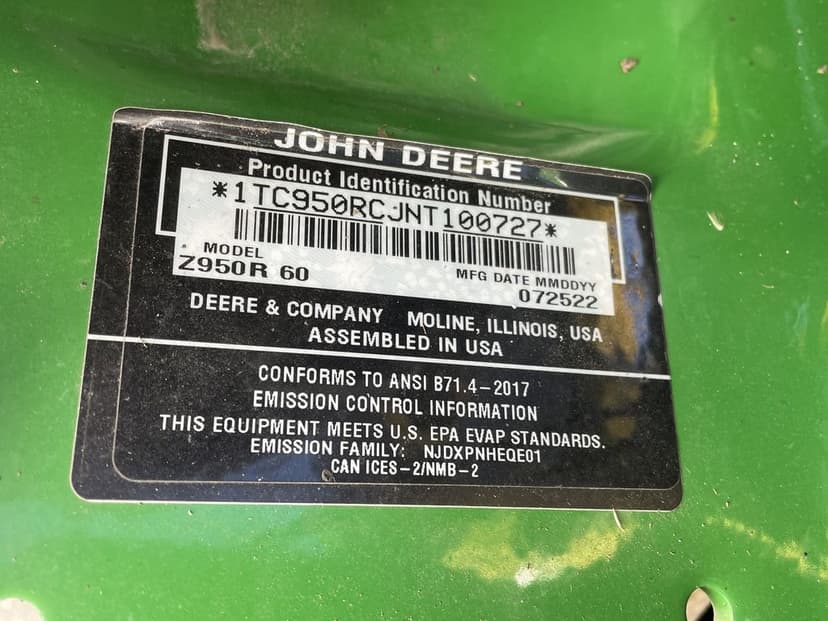 JOHN DEERE
Product Identification Number
*1TC950RCJNT100727*
MODEL
Z950R 60
MFG DATE MMDDYY
072522
DEERE & COMPANY MOLINE, ILLINOIS, USA
ASSEMBLED IN USA
CONFORMS TO ANSI B71.4-2017
EMISSION CONTROL INFORMATION
THIS EQUIPMENT MEETS U.S. EPA EVAP STANDARDS.
EMISSION FAMILY: NJDXPNHEQE01
CAN ICES-2/NMB-2